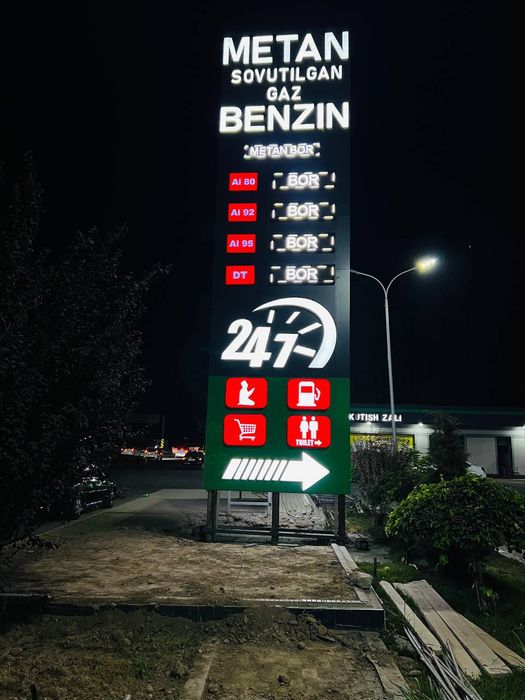 METAN
SOVUTILGAN
GAZ
BENZIN
METAN BOR
Ai 80 BOR
Ai 92 BOR
Ai 95 BOR
DT BOR
24/7
TOILET
KUTISH ZALI